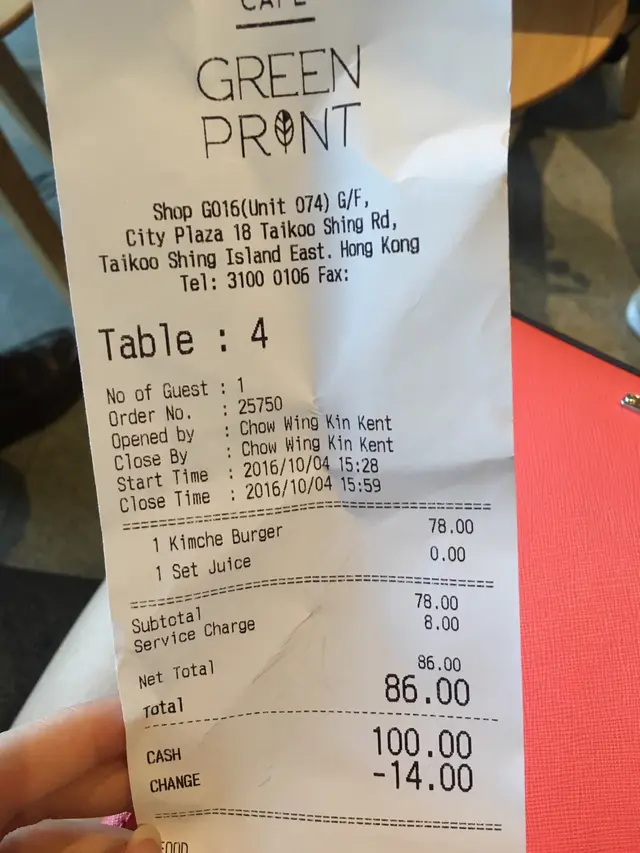 CAFE
GREEN
PRINT
Shop G016(Unit 074) G/F,
City Plaza 18 Taikoo Shing Rd,
Taikoo Shing Island East. Hong Kong
Tel: 3100 0106 Fax:
Table : 4
No of Guest : 1
Order No. : 25750
Opened by : Chow Wing Kin Kent
Close By : Chow Wing Kin Kent
Start Time : 2016/10/04 15:28
Close Time : 2016/10/04 15:59
1 Kimche Burger 78.00
1 Set Juice 0.00
Subtotal 78.00
Service Charge 8.00
Net Total 86.00
Total 86.00
CASH 100.00
CHANGE -14.00
FOOD